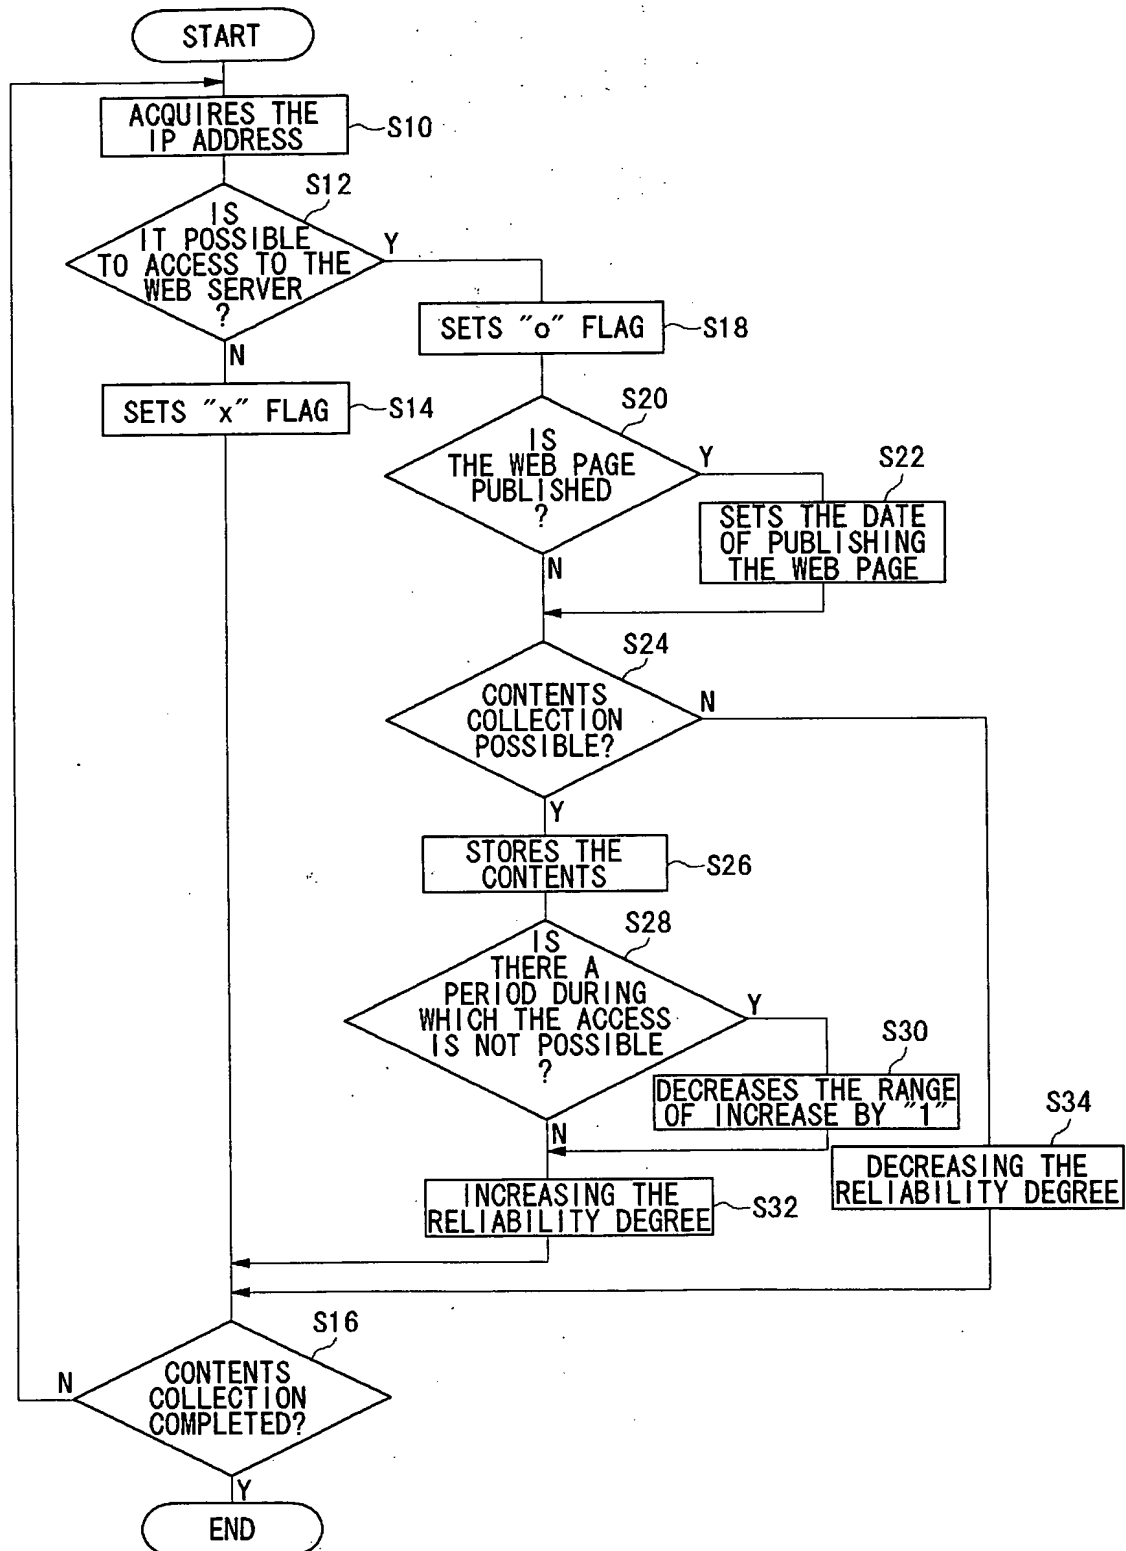 START
ACQUIRES THE
IP ADDRESS
S10
S12
IS
IT POSSIBLE
TO ACCESS TO THE
WEB SERVER
?
Y
N
SETS "o" FLAG
S18
SETS "x" FLAG
S14
S20
IS
THE WEB PAGE
PUBLISHED
?
Y
N
S22
SETS THE DATE
OF PUBLISHING
THE WEB PAGE
S24
CONTENTS
COLLECTION
POSSIBLE?
N
Y
STORES THE
CONTENTS
S26
S28
IS
THERE A
PERIOD DURING
WHICH THE ACCESS
IS NOT POSSIBLE
?
Y
N
S30
DECREASES THE RANGE
OF INCREASE BY "1"
S34
DECREASING THE
RELIABILITY DEGREE
INCREASING THE
RELIABILITY DEGREE
S32
S16
CONTENTS
COLLECTION
COMPLETED?
N
Y
END